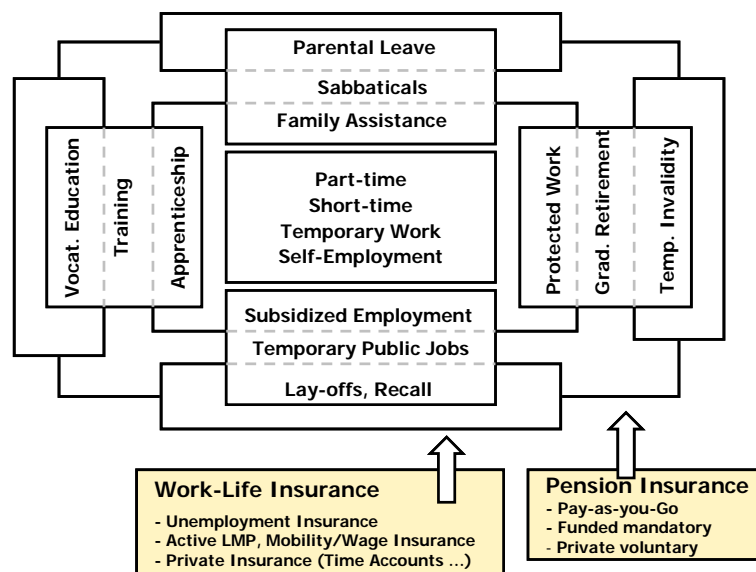 Parental Leave
Sabbaticals
Family Assistance
Vocat. Education
Training
Apprenticeship
Part-time
Short-time
Temporary Work
Self-Employment
Protected Work
Grad. Retirement
Temp. Invalidity
Subsidized Employment
Temporary Public Jobs
Lay-offs, Recall
Work-Life Insurance
- Unemployment Insurance
- Active LMP, Mobility/Wage Insurance
- Private Insurance (Time Accounts ...)
Pension Insurance
- Pay-as-you-Go
- Funded mandatory
- Private voluntary